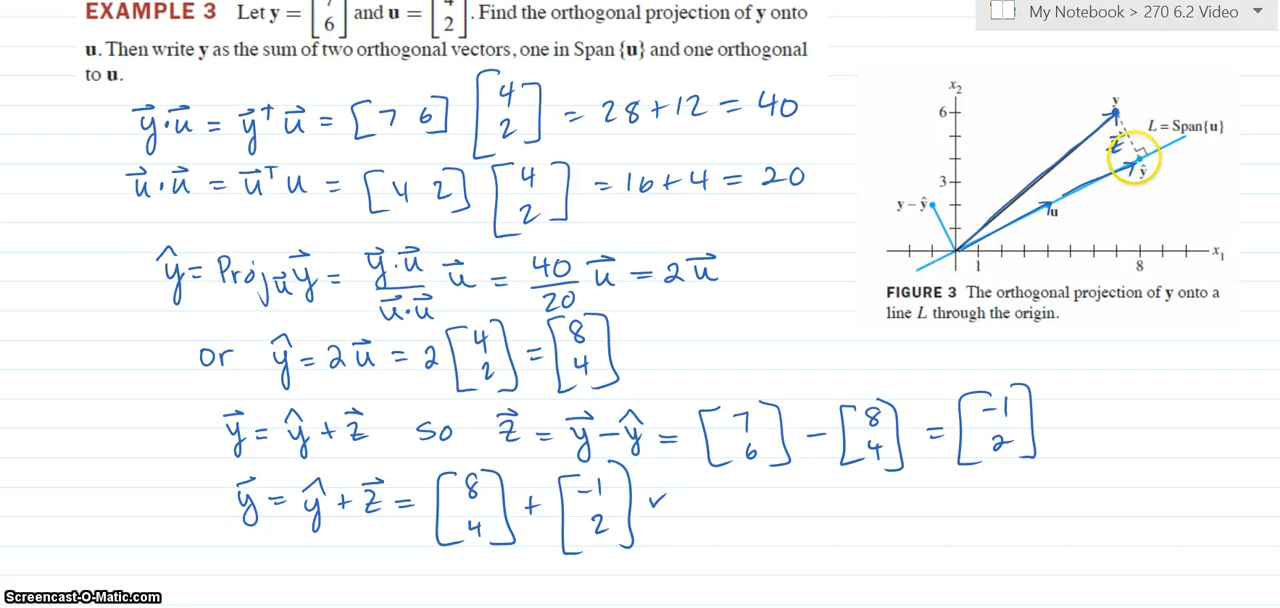 EXAMPLE 3 Let y = [7 6] and u = [4 2]. Find the orthogonal projection of y onto
u. Then write y as the sum of two orthogonal vectors, one in Span {u} and one orthogonal
to u.
My Notebook > 270 6.2 Video
y⃗·u⃗ = y⃗ᵀ u⃗ = [7 6] [4 2] = 28 + 12 = 40
u⃗·u⃗ = u⃗ᵀ u = [4 2] [4 2] = 16 + 4 = 20
ŷ = Proj_u⃗ y⃗ = y⃗·u⃗ / u⃗·u⃗ u⃗ = 40/20 u⃗ = 2u⃗
or ŷ = 2u⃗ = 2 [4 2] = [8 4]
y⃗ = ŷ + z⃗ so z⃗ = y⃗ − ŷ = [7 6] − [8 4] = [-1 2]
y⃗ = ŷ + z⃗ = [8 4] + [-1 2] ✓
x₂
6
y
L = Span{u}
z⃗
ŷ
3
y − ŷ
u
x₁
1
8
FIGURE 3 The orthogonal projection of y onto a
line L through the origin.
Screencast-O-Matic.com